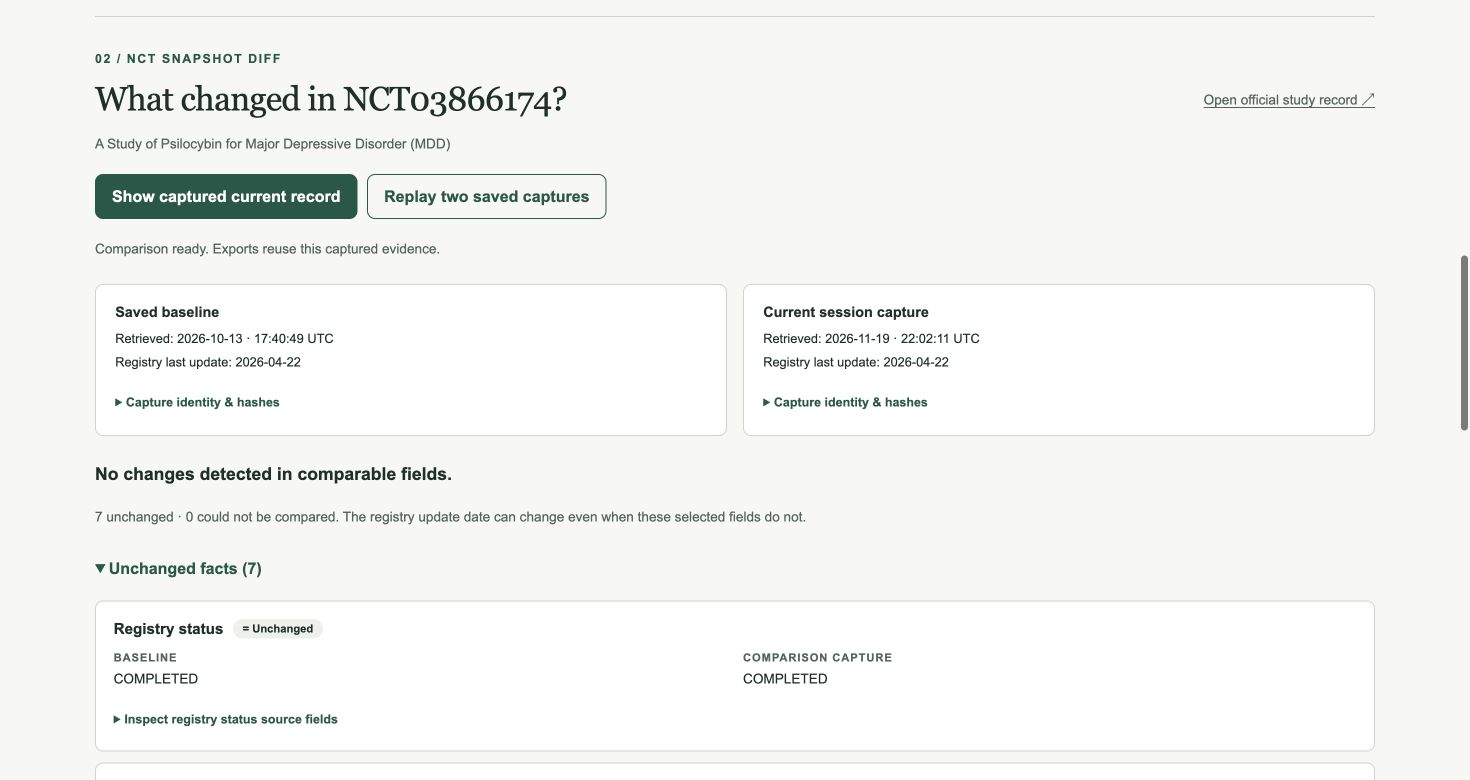 02 / NCT SNAPSHOT DIFF
What changed in NCT03866174?
Open official study record ↗
A Study of Psilocybin for Major Depressive Disorder (MDD)
Show captured current record
Replay two saved captures
Comparison ready. Exports reuse this captured evidence.
Saved baseline
Retrieved: 2026-10-13 · 17:40:49 UTC
Registry last update: 2026-04-22
▶ Capture identity & hashes
Current session capture
Retrieved: 2026-11-19 · 22:02:11 UTC
Registry last update: 2026-04-22
▶ Capture identity & hashes
No changes detected in comparable fields.
7 unchanged · 0 could not be compared. The registry update date can change even when these selected fields do not.
▼ Unchanged facts (7)
Registry status = Unchanged
BASELINE
COMPLETED
COMPARISON CAPTURE
COMPLETED
▶ Inspect registry status source fields